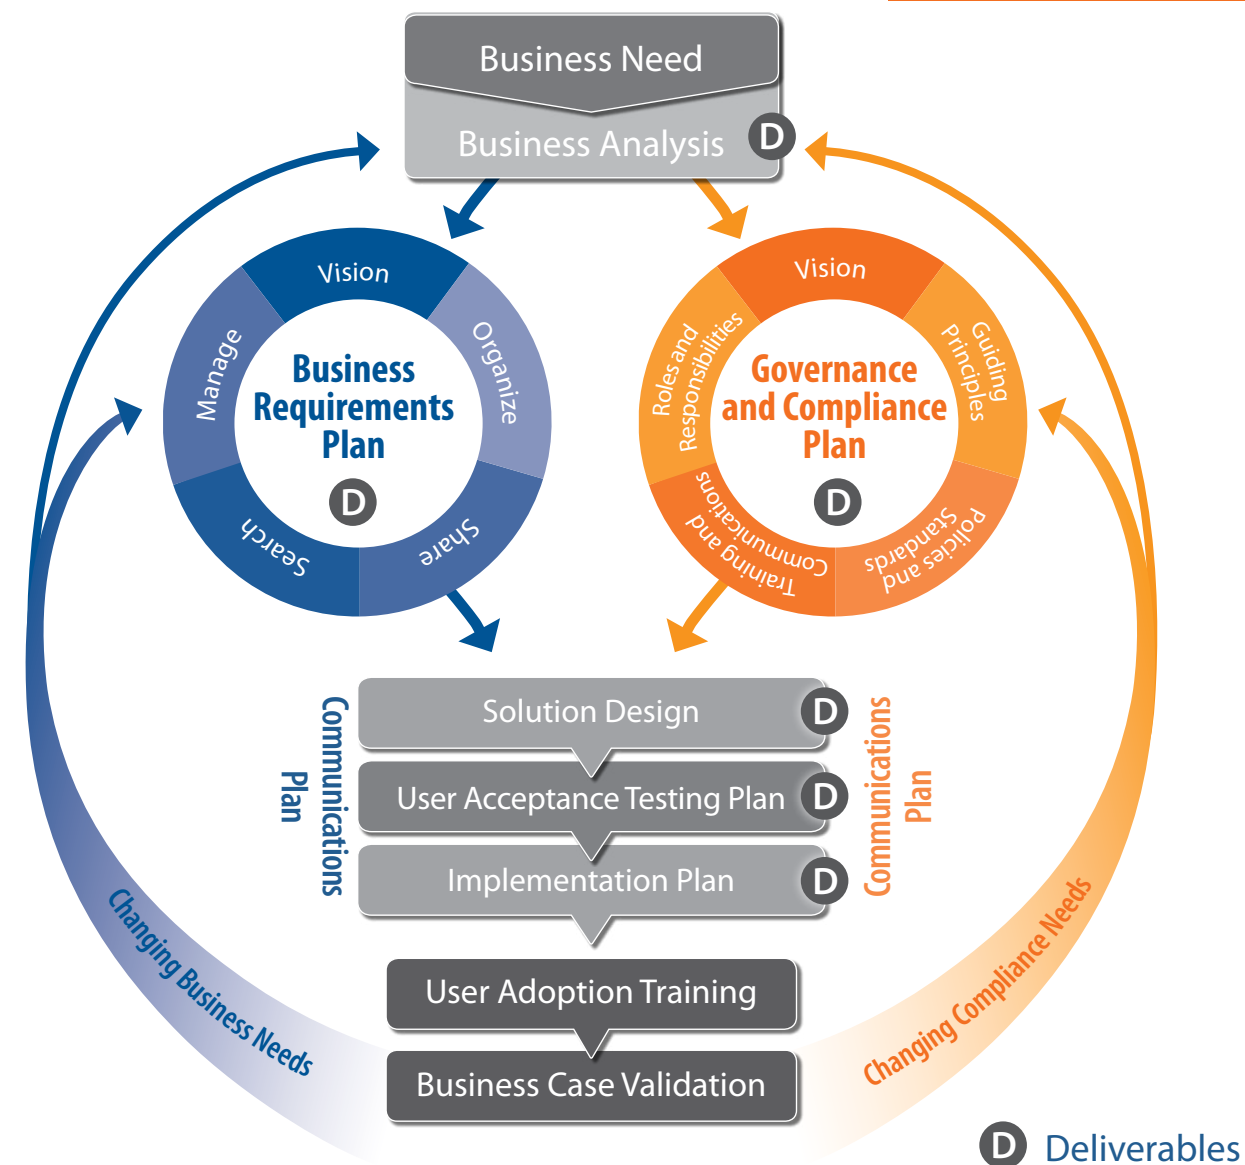 Business Need
Business Analysis
D
Vision
Organize
Share
Search
Manage
Business
Requirements
Plan
D
Vision
Guiding
Principles
Policies and
Standards
Training and
Communications
Roles and
Responsibilities
Governance
and Compliance
Plan
D
Communications
Plan
Solution Design
D
User Acceptance Testing Plan
D
Implementation Plan
D
Communications
Plan
User Adoption Training
Business Case Validation
Changing Business Needs
Changing Compliance Needs
D Deliverables